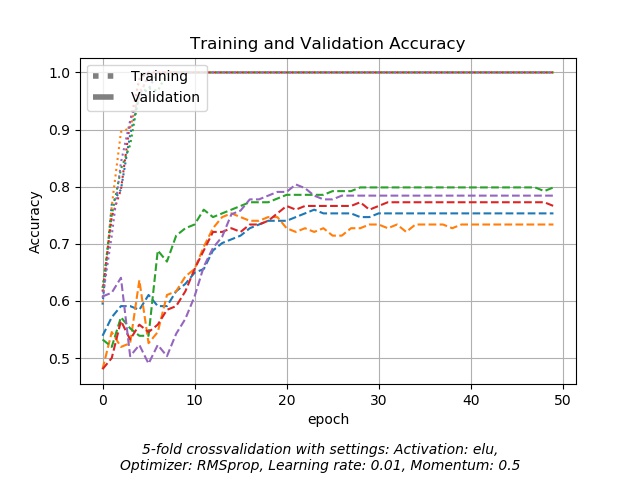 Training and Validation Accuracy
Training
Validation
1.0
0.9
0.8
0.7
0.6
0.5
Accuracy
0 10 20 30 40 50
epoch
5-fold crossvalidation with settings: Activation: elu,
Optimizer: RMSprop, Learning rate: 0.01, Momentum: 0.5